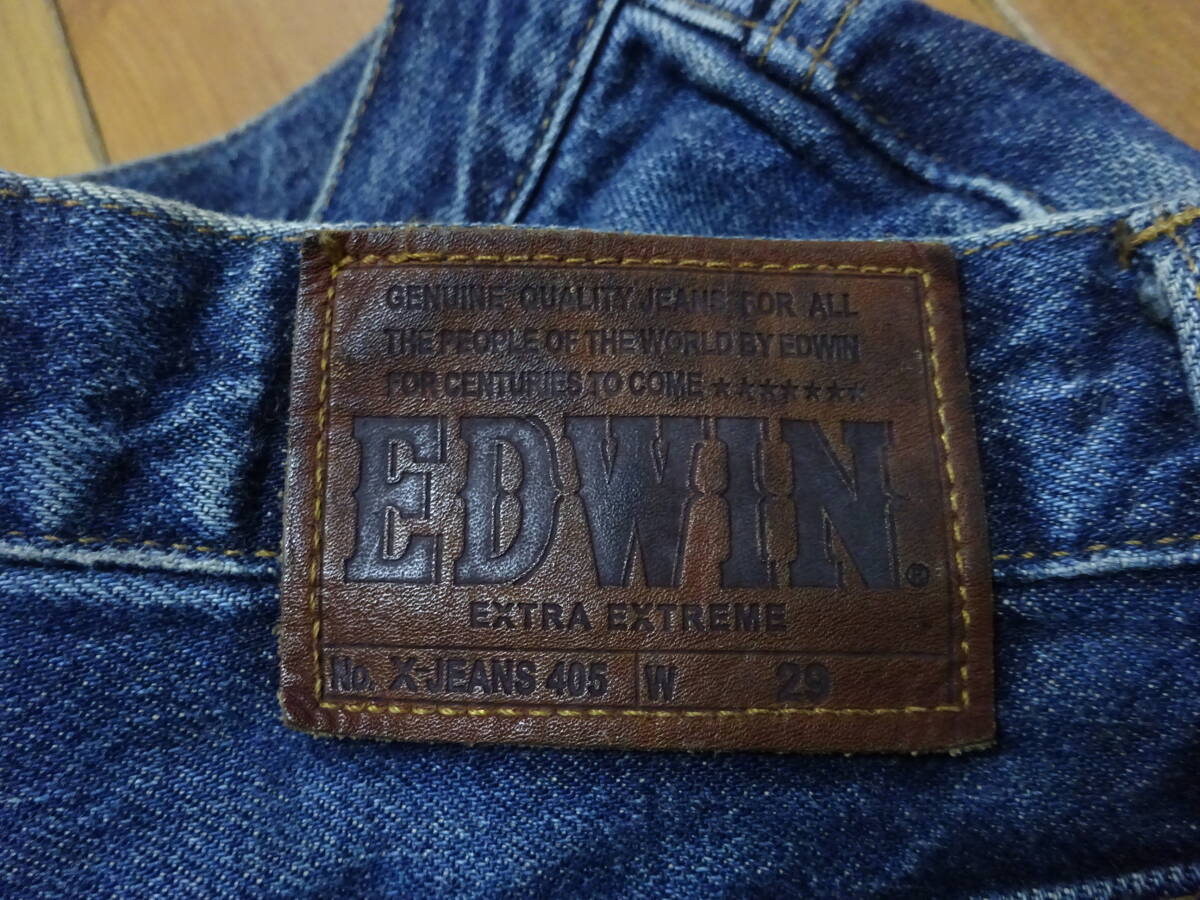 GENUINE QUALITY JEANS FOR ALL
THE PEOPLE OF THE WORLD BY EDWIN
FOR CENTURIES TO COME ★★★★★★★
EDWIN®
EXTRA EXTREME
No. X-JEANS 405 W 29